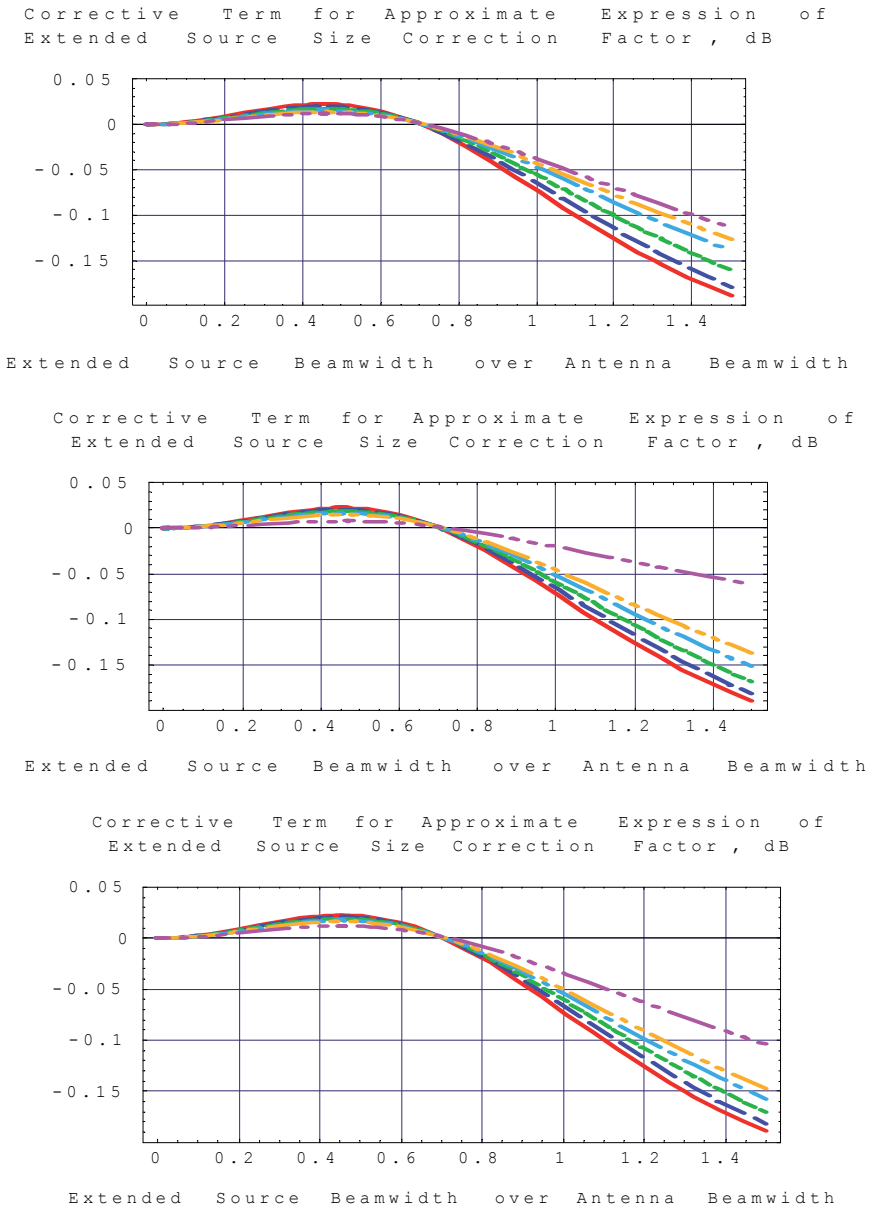 Corrective Term for Approximate Expression of
Extended Source Size Correction Factor, dB
0.05
0
-0.05
-0.1
-0.15
0 0.2 0.4 0.6 0.8 1 1.2 1.4
Extended Source Beamwidth over Antenna Beamwidth
Corrective Term for Approximate Expression of
Extended Source Size Correction Factor, dB
0.05
0
-0.05
-0.1
-0.15
0 0.2 0.4 0.6 0.8 1 1.2 1.4
Extended Source Beamwidth over Antenna Beamwidth
Corrective Term for Approximate Expression of
Extended Source Size Correction Factor, dB
0.05
0
-0.05
-0.1
-0.15
0 0.2 0.4 0.6 0.8 1 1.2 1.4
Extended Source Beamwidth over Antenna Beamwidth